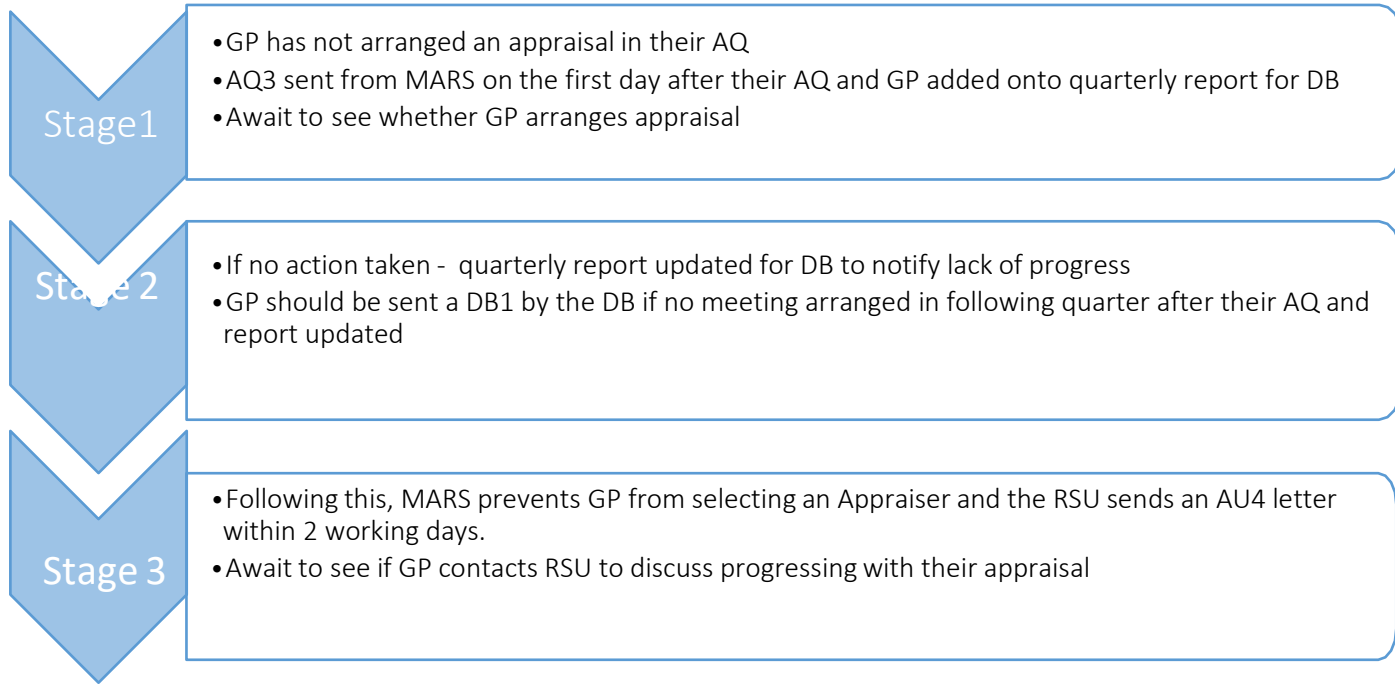 Stage1
•GP has not arranged an appraisal in their AQ
•AQ3 sent from MARS on the first day after their AQ and GP added onto quarterly report for DB
•Await to see whether GP arranges appraisal
Stage 2
•If no action taken - quarterly report updated for DB to notify lack of progress
•GP should be sent a DB1 by the DB if no meeting arranged in following quarter after their AQ and
report updated
Stage 3
•Following this, MARS prevents GP from selecting an Appraiser and the RSU sends an AU4 letter
within 2 working days.
•Await to see if GP contacts RSU to discuss progressing with their appraisal